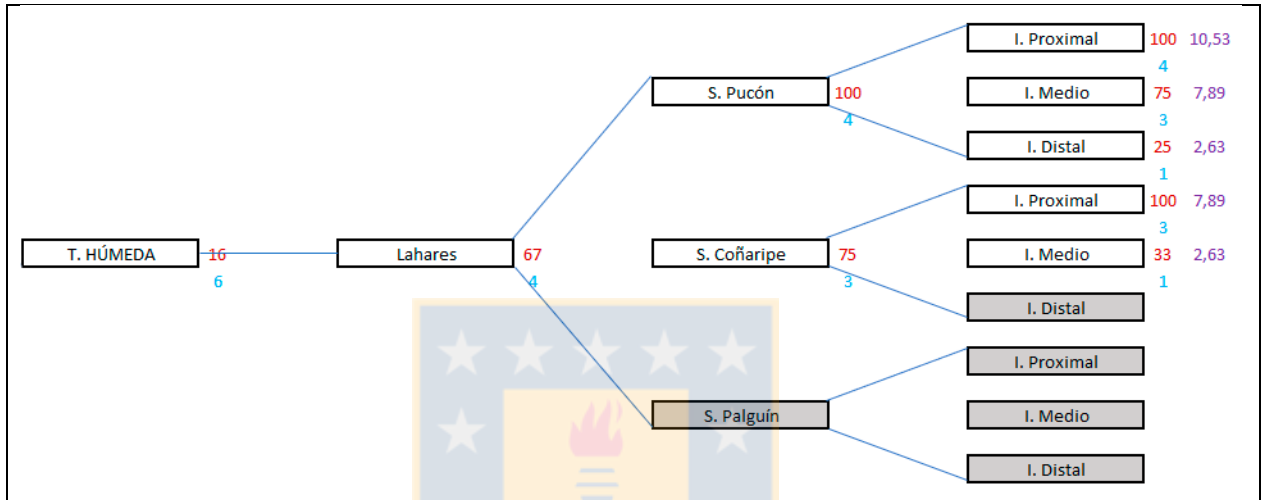 I. Proximal 100 10,53
4
S. Pucón 100 I. Medio 75 7,89
4 3
I. Distal 25 2,63
1
I. Proximal 100 7,89
3
T. HÚMEDA 16 Lahares 67 S. Coñaripe 75 I. Medio 33 2,63
6 4 3 1
I. Distal
I. Proximal
S. Palguín I. Medio
I. Distal